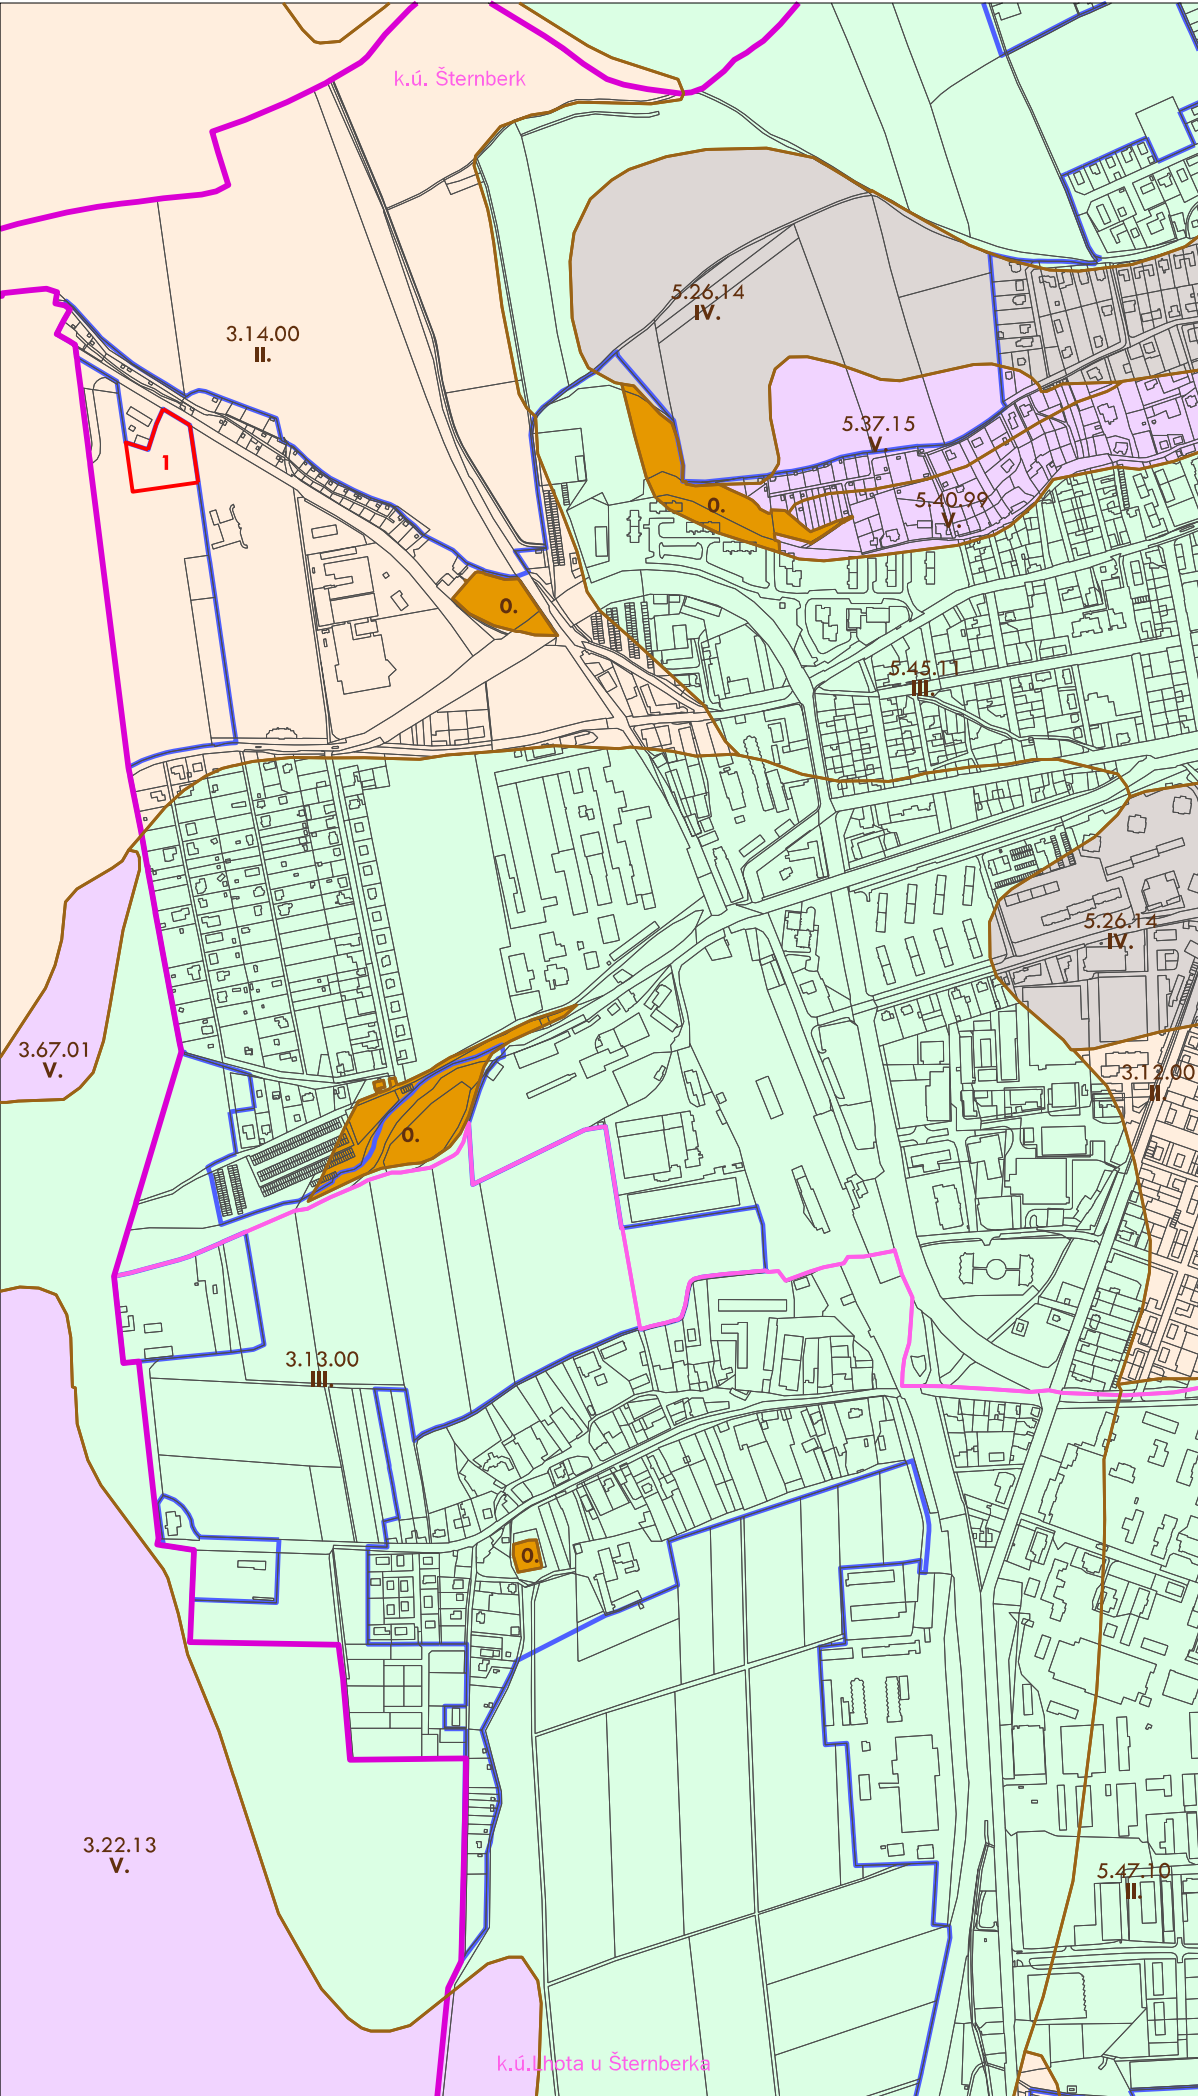 k.ú. Šternberk
5.26.14
IV.
3.14.00
II.
5.37.15
V.
1
5.40.99
V.
0.
0.
5.45.11
III.
5.26.14
IV.
3.67.01
V.
3.12.00
II.
0.
3.13.00
III.
0.
3.22.13
V.
5.47.10
II.
k.ú.Lhota u Šternberka